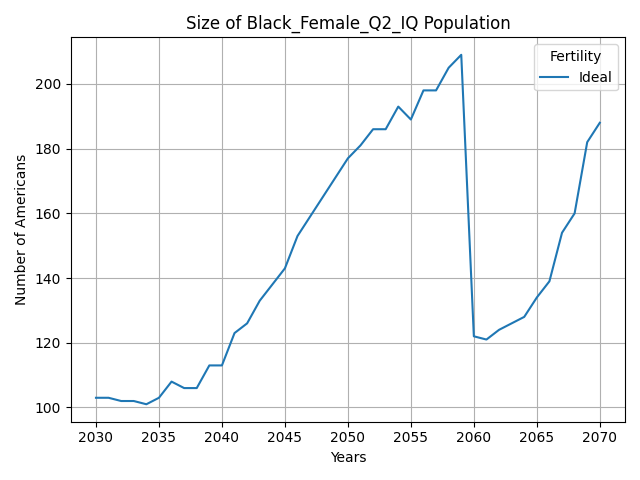 Size of Black_Female_Q2_IQ Population
Fertility
Ideal
Number of Americans
200
180
160
140
120
100
2030 2035 2040 2045 2050 2055 2060 2065 2070
Years